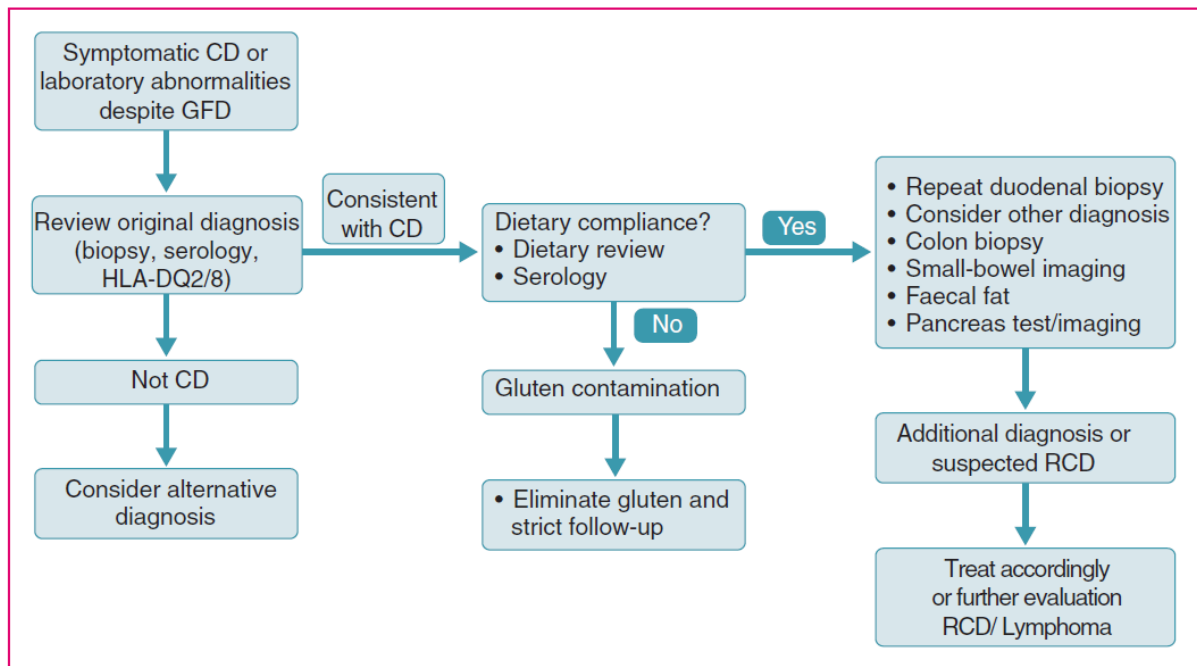 Symptomatic CD or
laboratory abnormalities
despite GFD
Review original diagnosis
(biopsy, serology,
HLA-DQ2/8)
Not CD
Consider alternative
diagnosis
Consistent
with CD
Dietary compliance?
• Dietary review
• Serology
No
Gluten contamination
• Eliminate gluten and
strict follow-up
Yes
• Repeat duodenal biopsy
• Consider other diagnosis
• Colon biopsy
• Small-bowel imaging
• Faecal fat
• Pancreas test/imaging
Additional diagnosis or
suspected RCD
Treat accordingly
or further evaluation
RCD/ Lymphoma